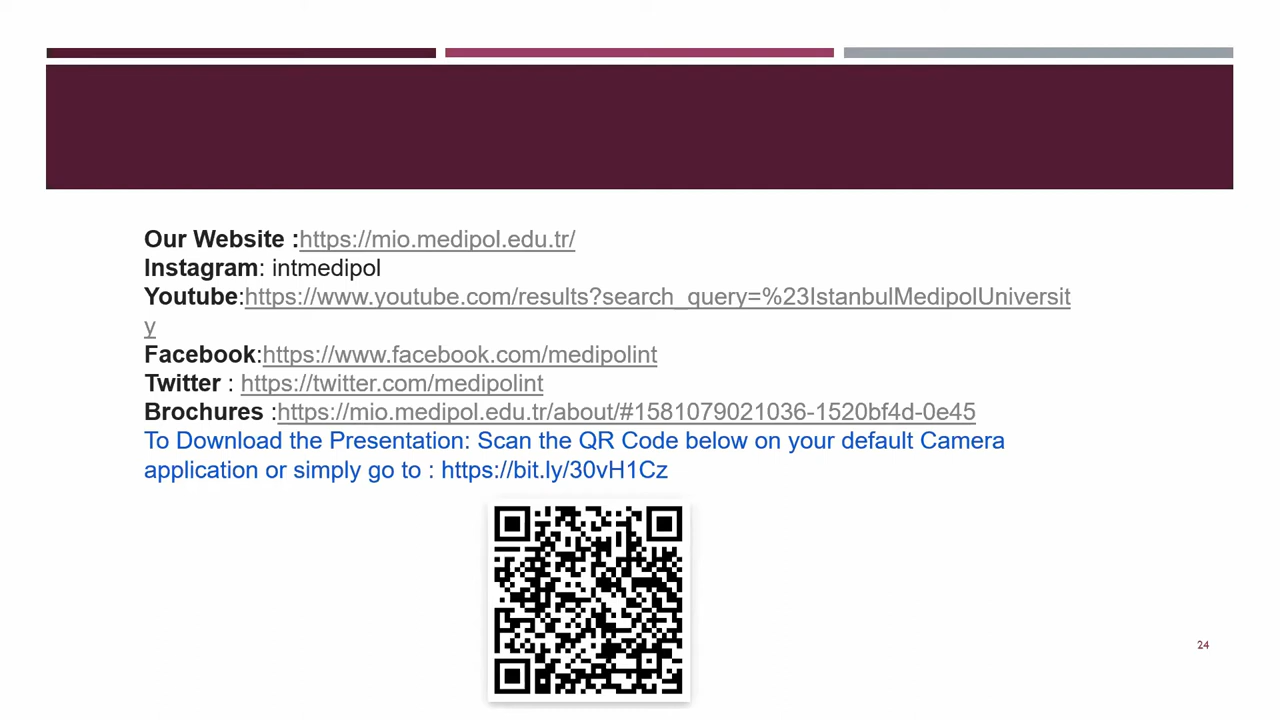 Our Website :https://mio.medipol.edu.tr/
Instagram: intmedipol
Youtube:https://www.youtube.com/results?search_query=%23IstanbulMedipolUniversit
y
Facebook:https://www.facebook.com/medipolint
Twitter : https://twitter.com/medipolint
Brochures :https://mio.medipol.edu.tr/about/#1581079021036-1520bf4d-0e45
To Download the Presentation: Scan the QR Code below on your default Camera
application or simply go to : https://bit.ly/30vH1Cz
24